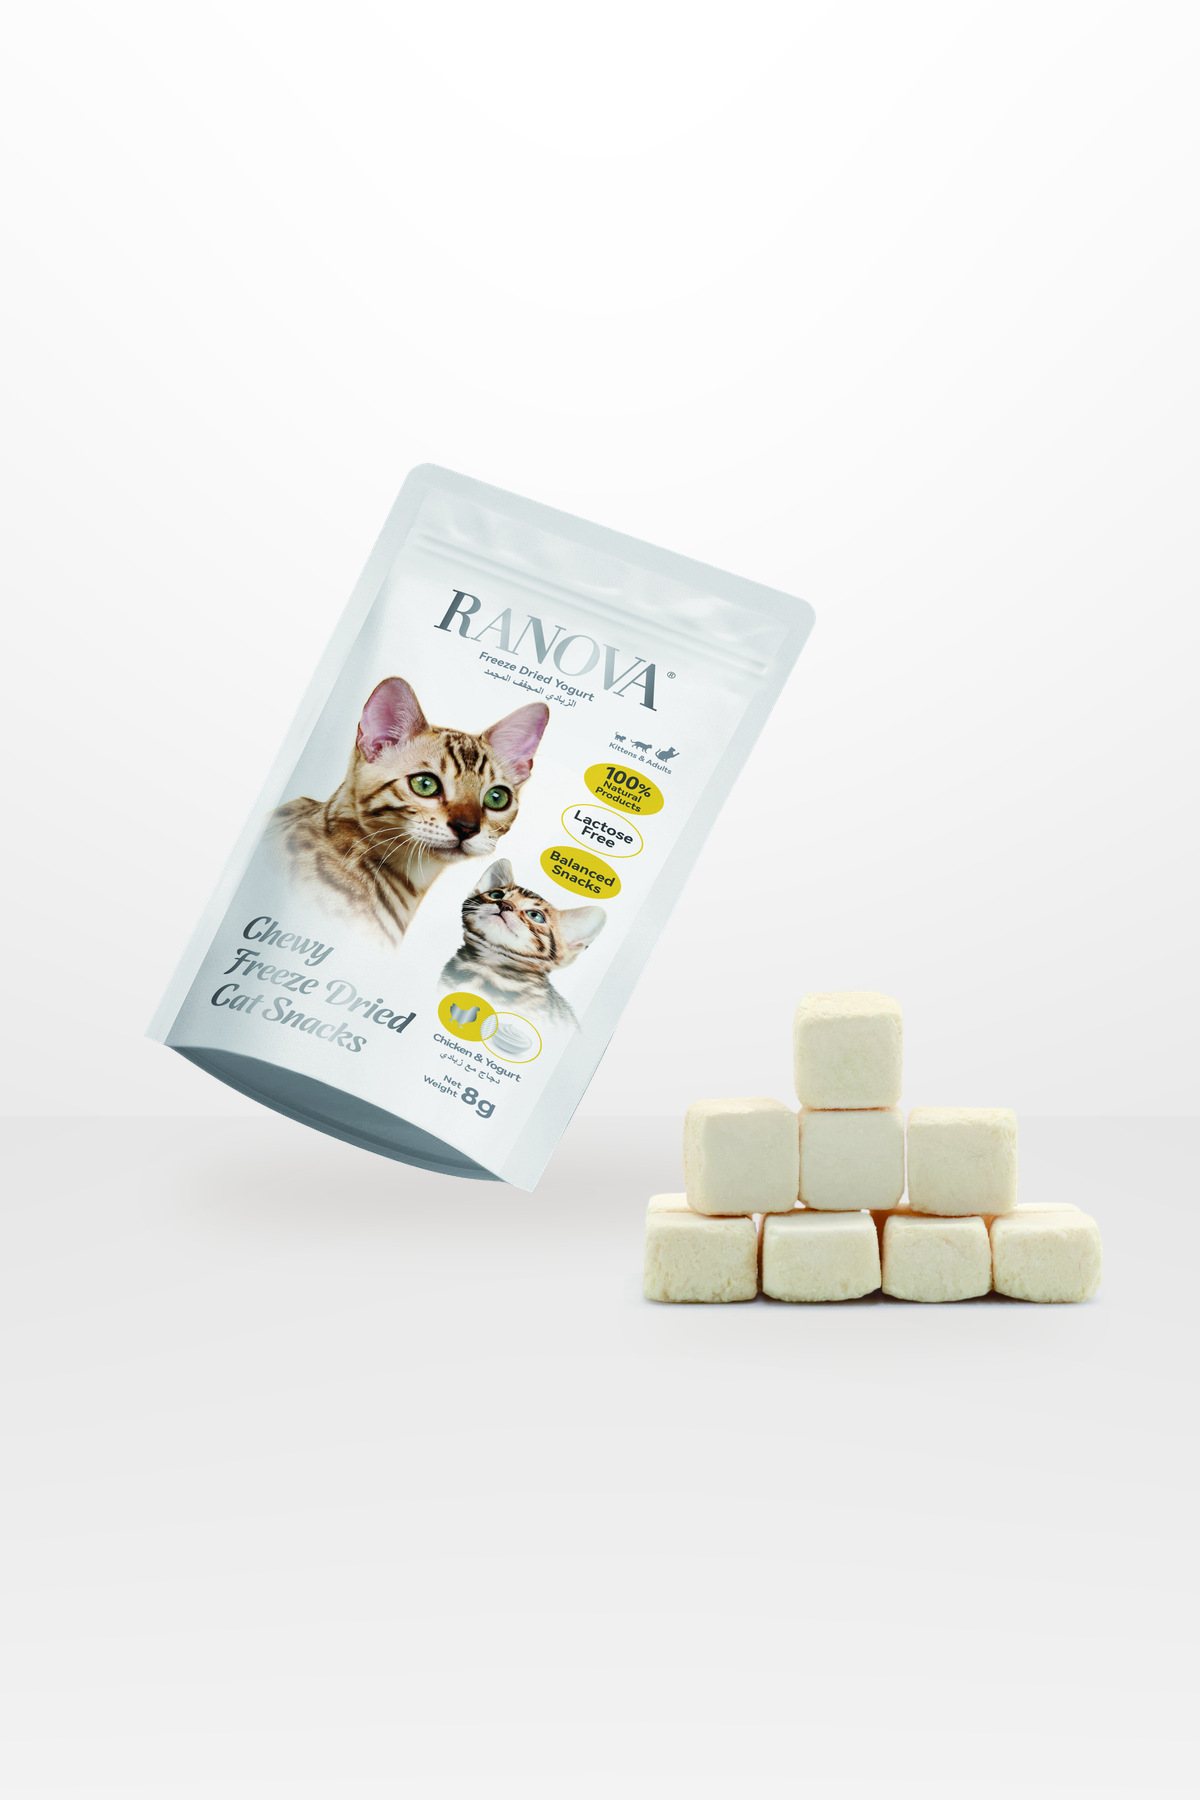 RANOVA®
Freeze Dried Yogurt
الزبادي المجفف المجمد
Kittens & Adults
100%
Natural
Products
Lactose
Free
Balanced
Snacks
Chewy
Freeze Dried
Cat Snacks
Chicken & Yogurt
دجاج مع زبادي
Net
Weight 8g